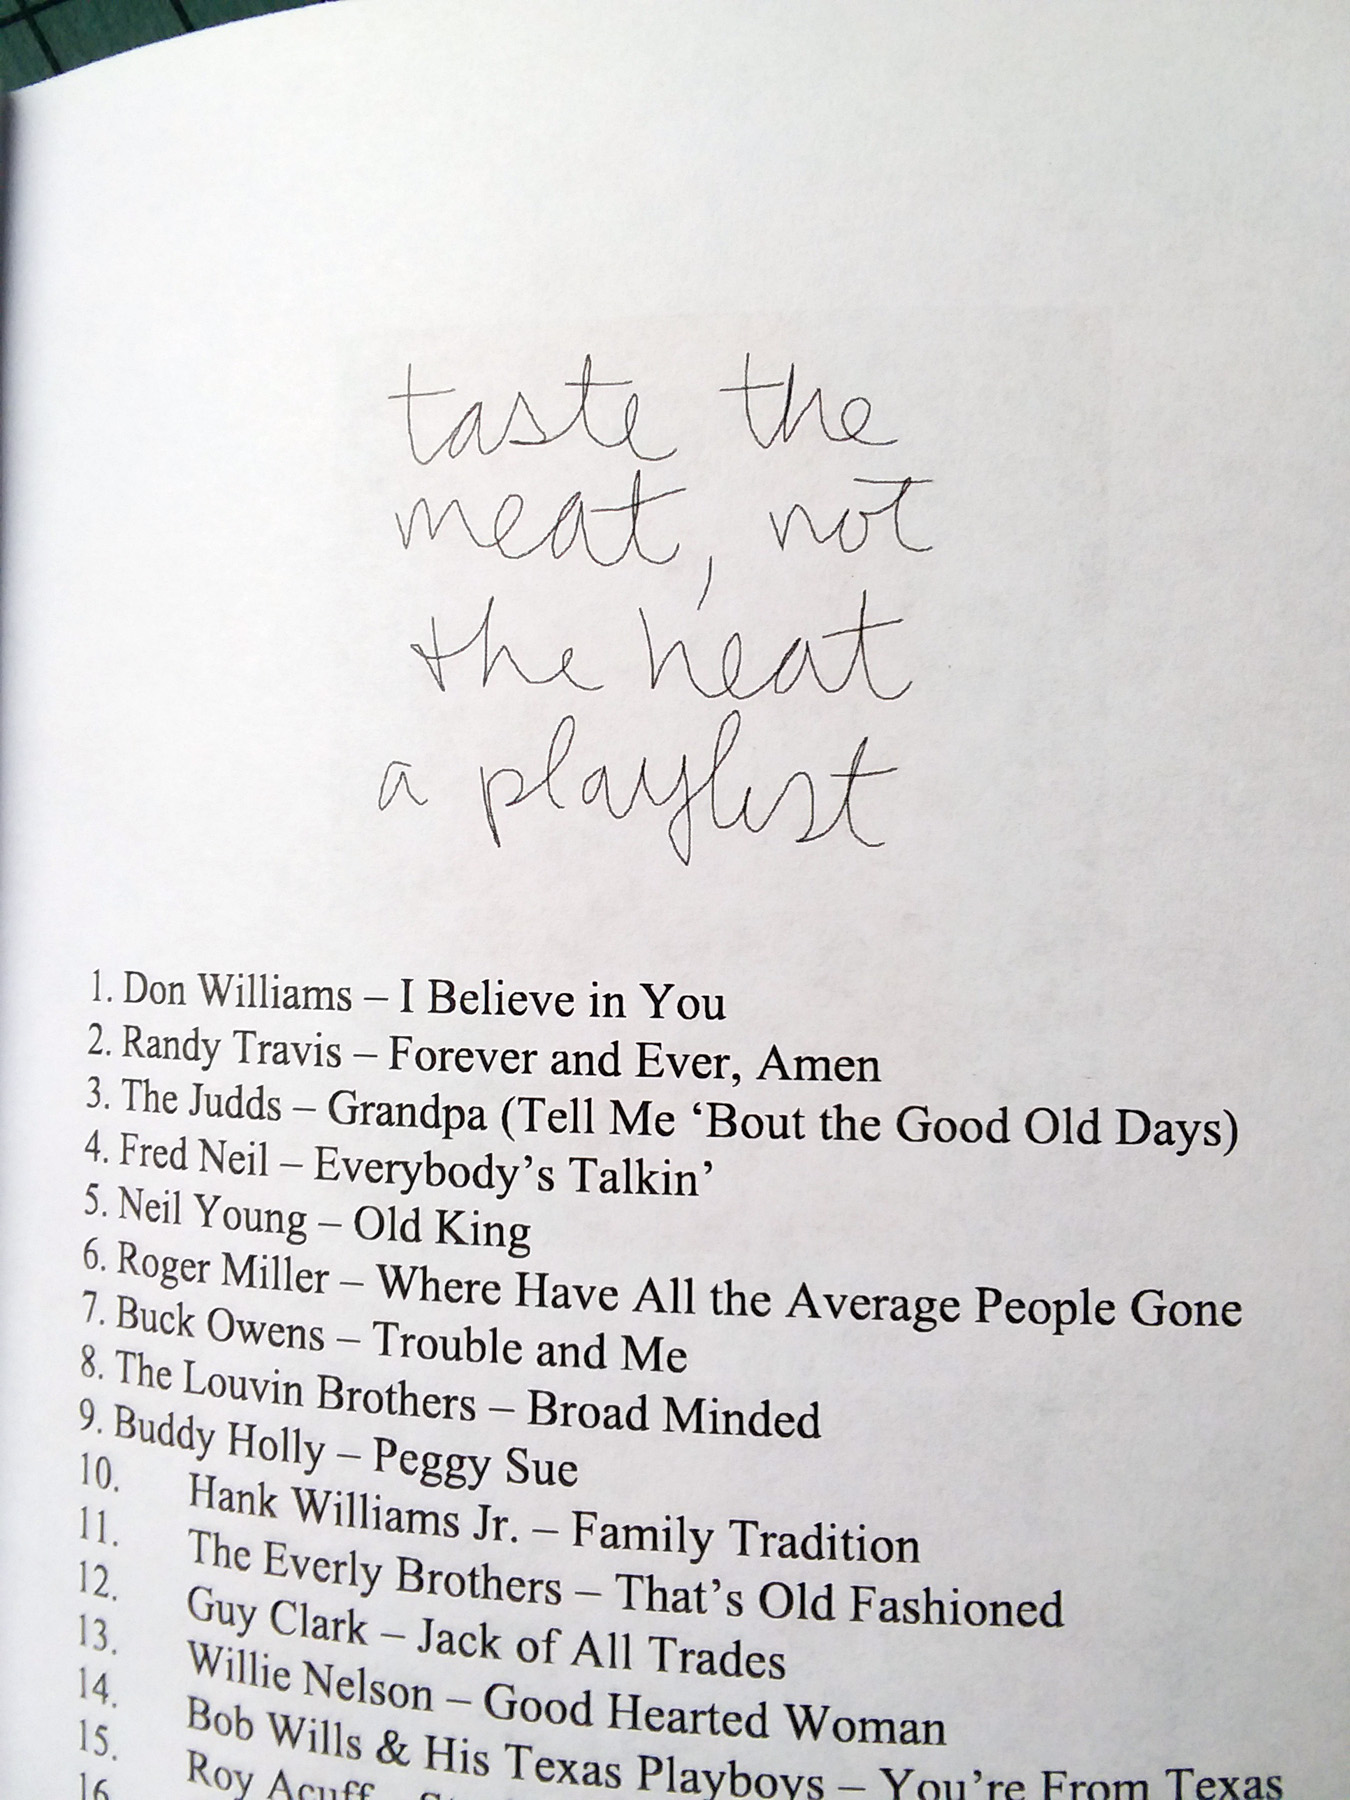 taste the
meat, not
the heat
a playlist
1. Don Williams – I Believe in You
2. Randy Travis – Forever and Ever, Amen
3. The Judds – Grandpa (Tell Me ‘Bout the Good Old Days)
4. Fred Neil – Everybody’s Talkin’
5. Neil Young – Old King
6. Roger Miller – Where Have All the Average People Gone
7. Buck Owens – Trouble and Me
8. The Louvin Brothers – Broad Minded
9. Buddy Holly – Peggy Sue
10. Hank Williams Jr. – Family Tradition
11. The Everly Brothers – That’s Old Fashioned
12. Guy Clark – Jack of All Trades
13. Willie Nelson – Good Hearted Woman
14. Bob Wills & His Texas Playboys – You’re From Texas
15. Roy Acuff –
16.